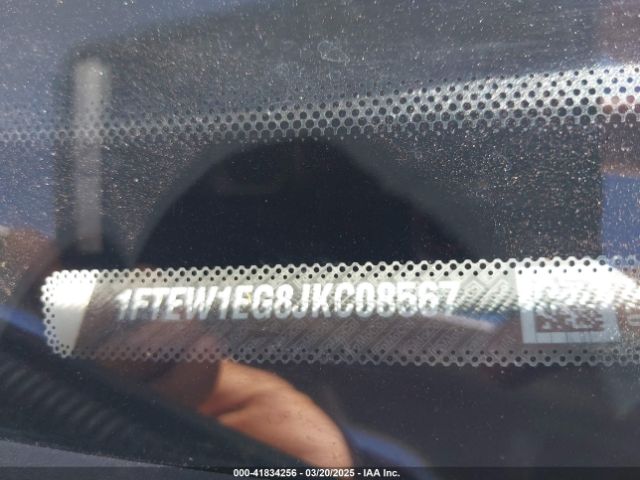 1FTEW1EG8JKC08567
000-41834256 - 03/20/2025 - IAA Inc.